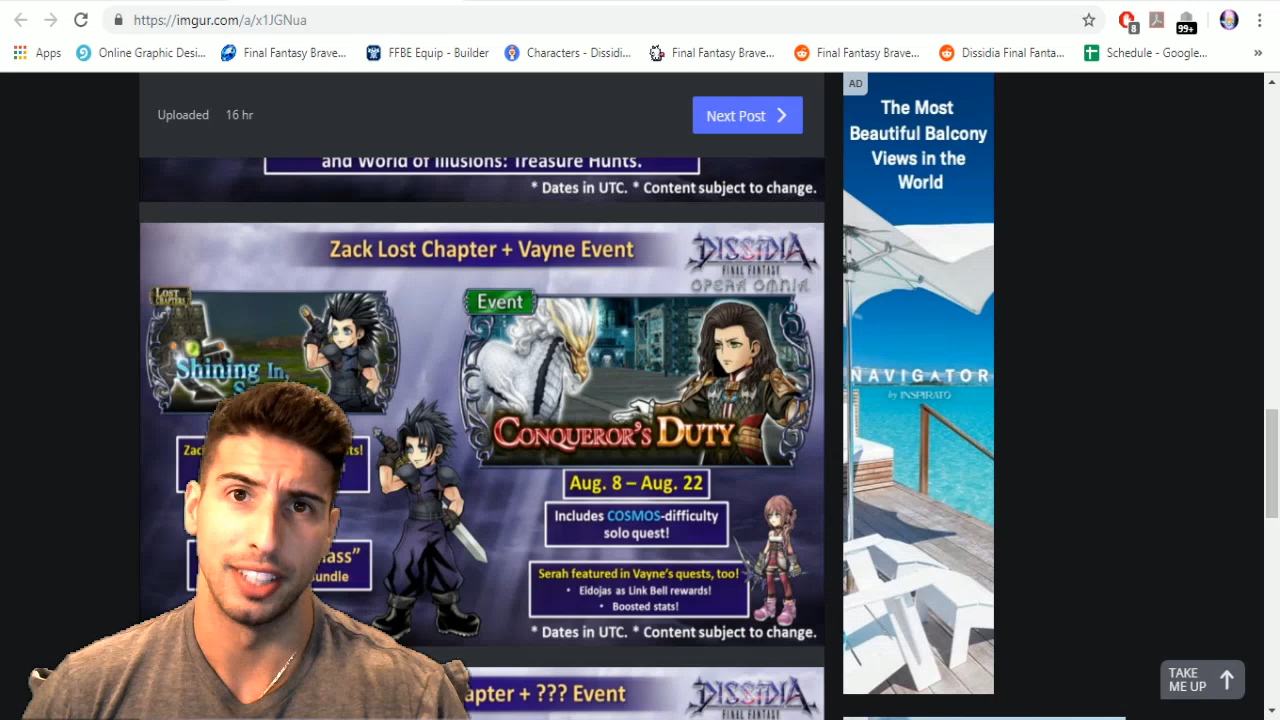 https://imgur.com/a/x1JGNua
8
99+
Apps
Online Graphic Desi...
Final Fantasy Brave...
FFBE Equip - Builder
Characters - Dissidi...
Final Fantasy Brave...
Final Fantasy Brave...
Dissidia Final Fanta...
Schedule - Google...
»
Uploaded 16 hr
Next Post
and World of Illusions: Treasure Hunts.
* Dates in UTC. * Content subject to change.
Zack Lost Chapter + Vayne Event
DISSIDIA
FINAL FANTASY
OPERA OMNIA
LOST
CHAPTERS
Shining In,
Event
CONQUEROR'S DUTY
Aug. 8 – Aug. 22
Includes COSMOS-difficulty
solo quest!
Serah featured in Vayne's quests, too!
• Eidojas as Link Bell rewards!
• Boosted stats!
* Dates in UTC. * Content subject to change.
+ ??? Event
DISSIDIA
FINAL FANTASY
AD
The Most
Beautiful Balcony
Views in the
World
NAVIGATOR
by INSPIRATO
TAKE
ME UP